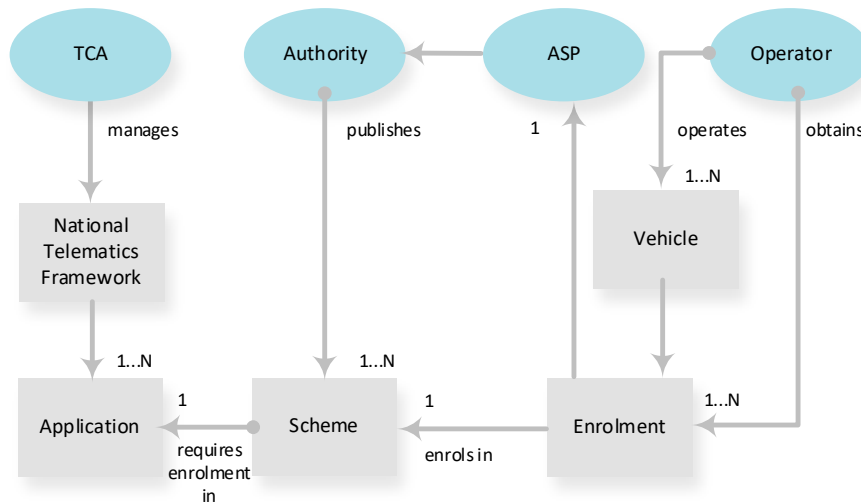 TCA
Authority
ASP
Operator
manages
publishes
1
operates
obtains
1...N
National
Telematics
Framework
Vehicle
1...N
1...N
1
1
1...N
Application
Scheme
Enrolment
requires
enrolment
in
enrols in